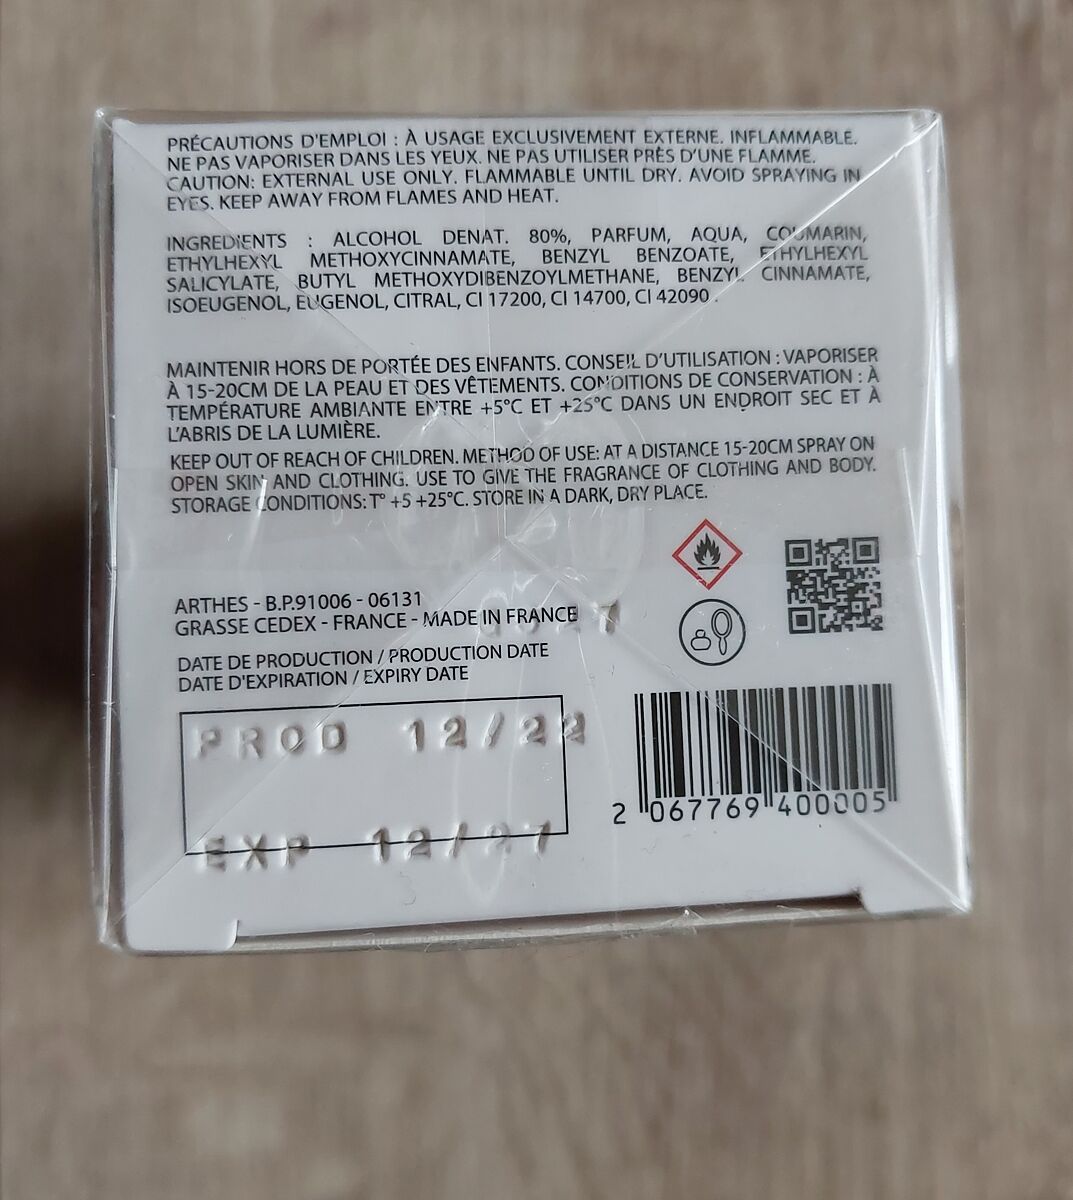 PRÉCAUTIONS D'EMPLOI : À USAGE EXCLUSIVEMENT EXTERNE. INFLAMMABLE.
NE PAS VAPORISER DANS LES YEUX. NE PAS UTILISER PRÈS D'UNE FLAMME.
CAUTION: EXTERNAL USE ONLY. FLAMMABLE UNTIL DRY. AVOID SPRAYING IN
EYES. KEEP AWAY FROM FLAMES AND HEAT.
INGREDIENTS : ALCOHOL DENAT. 80%, PARFUM, AQUA, COUMARIN,
ETHYLHEXYL METHOXYCINNAMATE, BENZYL BENZOATE, ETHYLHEXYL
SALICYLATE, BUTYL METHOXYDIBENZOYLMETHANE, BENZYL CINNAMATE,
ISOEUGENOL, EUGENOL, CITRAL, CI 17200, CI 14700, CI 42090 .
MAINTENIR HORS DE PORTÉE DES ENFANTS. CONSEIL D'UTILISATION : VAPORISER
À 15-20CM DE LA PEAU ET DES VÊTEMENTS. CONDITIONS DE CONSERVATION : À
TEMPÉRATURE AMBIANTE ENTRE +5°C ET +25°C DANS UN ENDROIT SEC ET À
L'ABRIS DE LA LUMIÈRE.
KEEP OUT OF REACH OF CHILDREN. METHOD OF USE: AT A DISTANCE 15-20CM SPRAY ON
OPEN SKIN AND CLOTHING. USE TO GIVE THE FRAGRANCE OF CLOTHING AND BODY.
STORAGE CONDITIONS: T° +5 +25°C. STORE IN A DARK, DRY PLACE.
ARTHES - B.P.91006 - 06131
GRASSE CEDEX - FRANCE - MADE IN FRANCE
DATE DE PRODUCTION / PRODUCTION DATE
DATE D'EXPIRATION / EXPIRY DATE
PROD 12/22
EXP 12/27
2 067769 400005